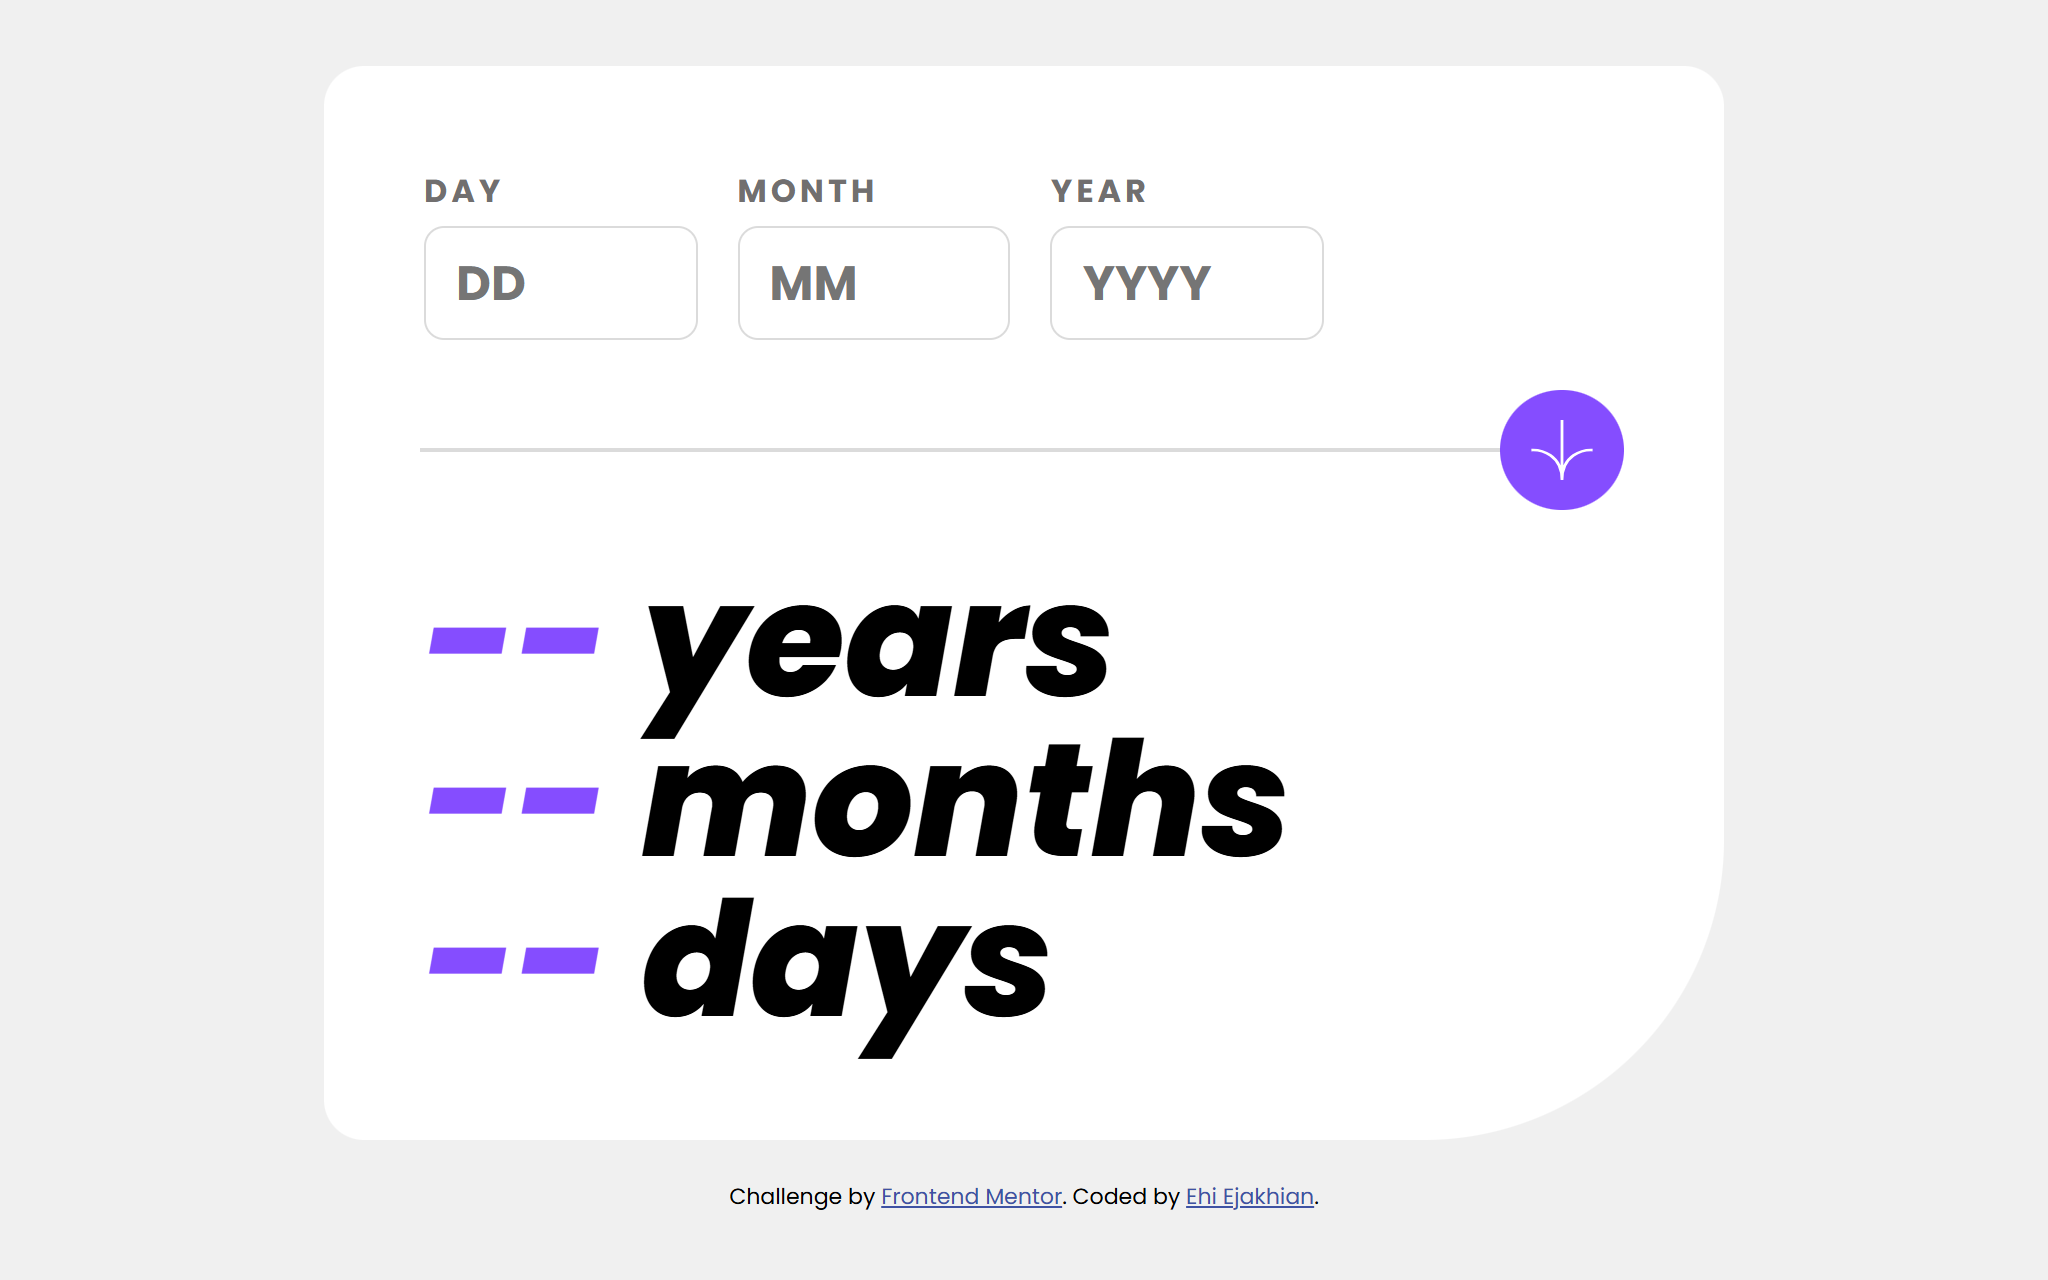 DAY MONTH YEAR
DD MM YYYY
-- years
-- months
-- days
Challenge by Frontend Mentor. Coded by Ehi Ejakhian.